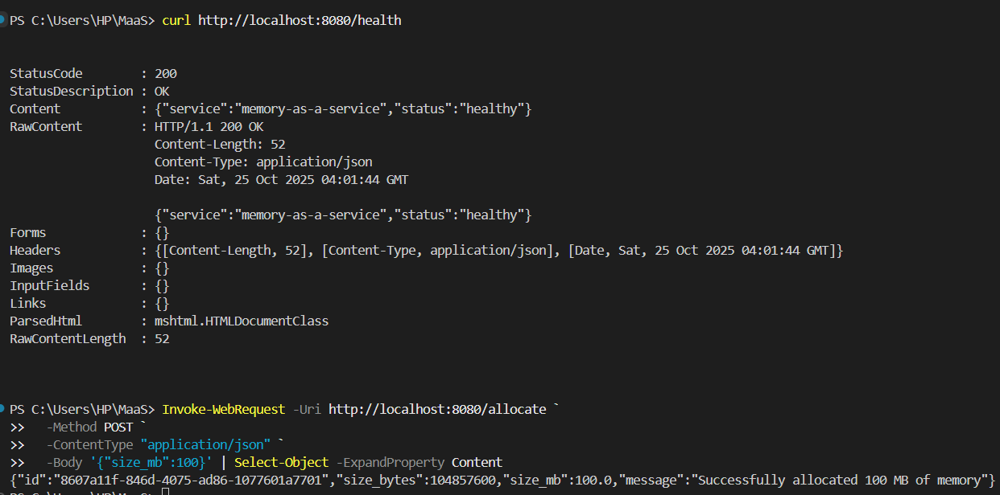 PS C:\Users\HP\MaaS> curl http://localhost:8080/health
StatusCode        : 200
StatusDescription : OK
Content           : {"service":"memory-as-a-service","status":"healthy"}
RawContent        : HTTP/1.1 200 OK
                    Content-Length: 52
                    Content-Type: application/json
                    Date: Sat, 25 Oct 2025 04:01:44 GMT

                    {"service":"memory-as-a-service","status":"healthy"}
Forms             : {}
Headers           : {[Content-Length, 52], [Content-Type, application/json], [Date, Sat, 25 Oct 2025 04:01:44 GMT]}
Images            : {}
InputFields       : {}
Links             : {}
ParsedHtml        : mshtml.HTMLDocumentClass
RawContentLength  : 52
PS C:\Users\HP\MaaS> Invoke-WebRequest -Uri http://localhost:8080/allocate `
>>   -Method POST `
>>   -ContentType "application/json" `
>>   -Body '{"size_mb":100}' | Select-Object -ExpandProperty Content
{"id":"8607a11f-846d-4075-ad86-1077601a7701","size_bytes":104857600,"size_mb":100.0,"message":"Successfully allocated 100 MB of memory"}
PS C:\Users\HP\MaaS>